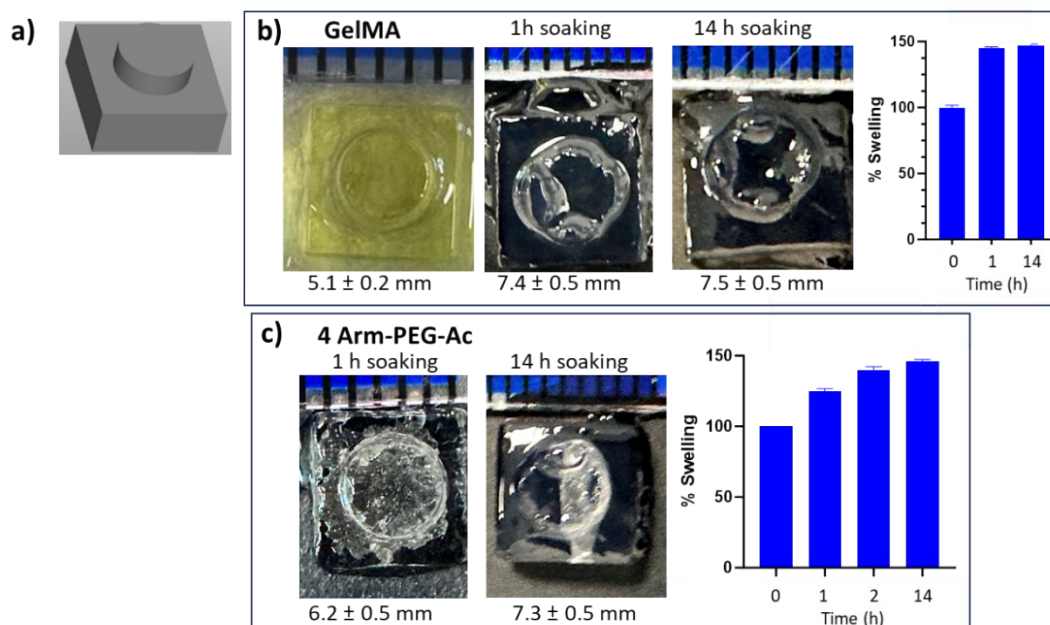 a)
b)
GelMA
1h soaking
14 h soaking
5.1 ± 0.2 mm
7.4 ± 0.5 mm
7.5 ± 0.5 mm
% Swelling
150
100
50
0
0 1 14
Time (h)
c)
4 Arm-PEG-Ac
1 h soaking
14 h soaking
6.2 ± 0.5 mm
7.3 ± 0.5 mm
% Swelling
150
100
50
0
0 1 2 14
Time (h)